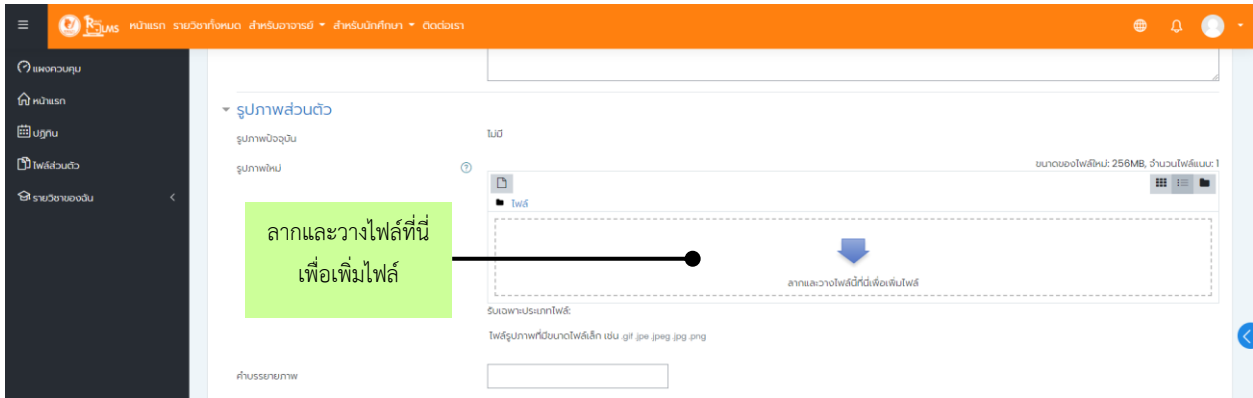 LMS หน้าแรก รายวิชาทั้งหมด สำหรับอาจารย์ สำหรับนักศึกษา ติดต่อเรา
แผงควบคุม
หน้าแรก
ปฏิทิน
ไฟล์ส่วนตัว
รายวิชาของฉัน
รูปภาพส่วนตัว
รูปภาพปัจจุบัน ไม่มี
รูปภาพใหม่ ขนาดของไฟล์ใหม่: 256MB, จำนวนไฟล์แนบ: 1
ไฟล์
ลากและวางไฟล์ที่นี่
เพื่อเพิ่มไฟล์
ลากและวางไฟล์นี้ที่นี่เพื่อเพิ่มไฟล์
รับเฉพาะประเภทไฟล์:
ไฟล์รูปภาพที่มีขนาดไฟล์เล็ก เช่น .gif .jpe .jpeg .jpg .png
คำบรรยายภาพ